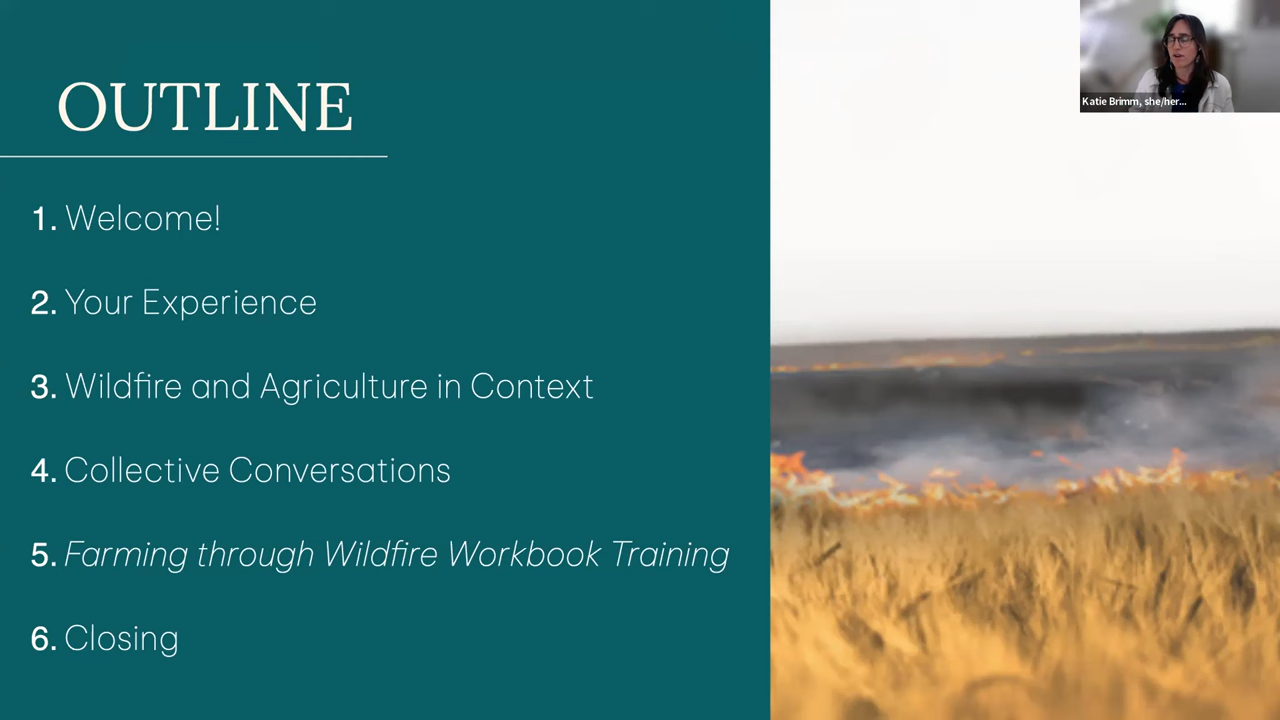 OUTLINE
1. Welcome!
2. Your Experience
3. Wildfire and Agriculture in Context
4. Collective Conversations
5. Farming through Wildfire Workbook Training
6. Closing
Katie Brimm, she/her...